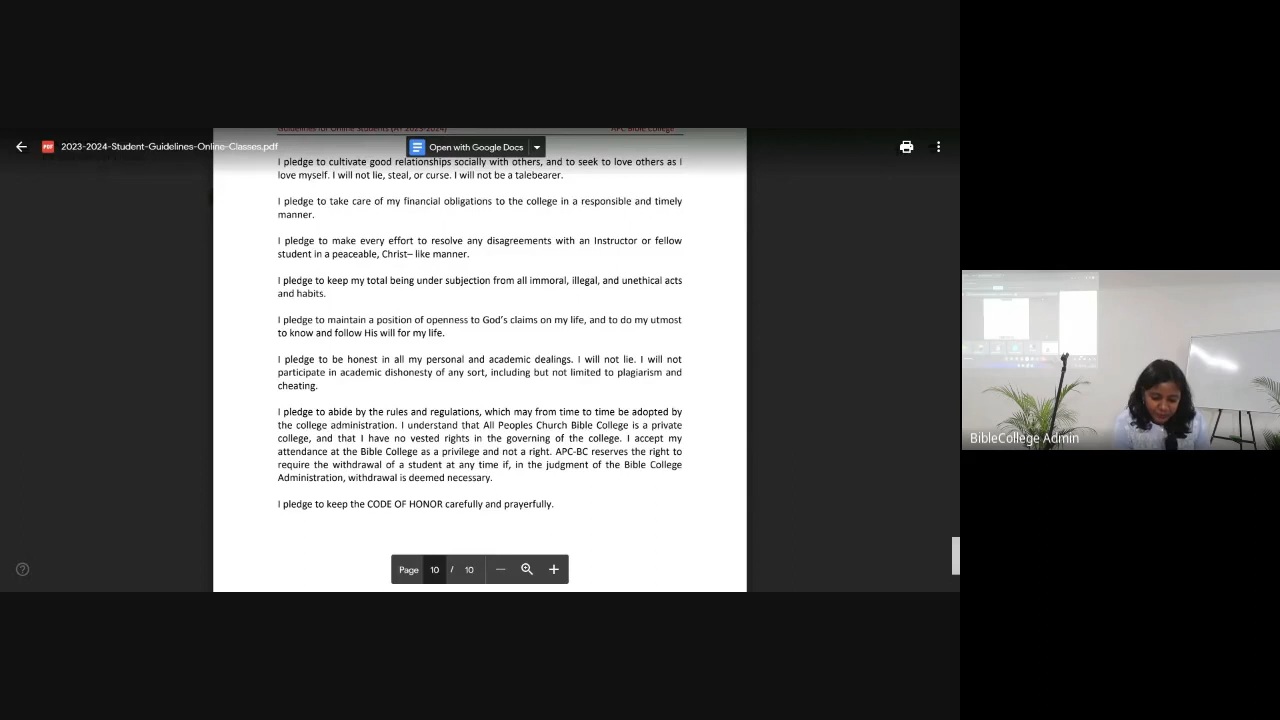 Guidelines for Online Students (AY 2023-2024) APC Bible College
2023-2024-Student-Guidelines-Online-Classes.pdf
Open with Google Docs
I pledge to cultivate good relationships socially with others, and to seek to love others as I
love myself. I will not lie, steal, or curse. I will not be a talebearer.
I pledge to take care of my financial obligations to the college in a responsible and timely
manner.
I pledge to make every effort to resolve any disagreements with an Instructor or fellow
student in a peaceable, Christ– like manner.
I pledge to keep my total being under subjection from all immoral, illegal, and unethical acts
and habits.
I pledge to maintain a position of openness to God's claims on my life, and to do my utmost
to know and follow His will for my life.
I pledge to be honest in all my personal and academic dealings. I will not lie. I will not
participate in academic dishonesty of any sort, including but not limited to plagiarism and
cheating.
I pledge to abide by the rules and regulations, which may from time to time be adopted by
the college administration. I understand that All Peoples Church Bible College is a private
college, and that I have no vested rights in the governing of the college. I accept my
attendance at the Bible College as a privilege and not a right. APC-BC reserves the right to
require the withdrawal of a student at any time if, in the judgment of the Bible College
Administration, withdrawal is deemed necessary.
I pledge to keep the CODE OF HONOR carefully and prayerfully.
Page 10 / 10
BibleCollege Admin